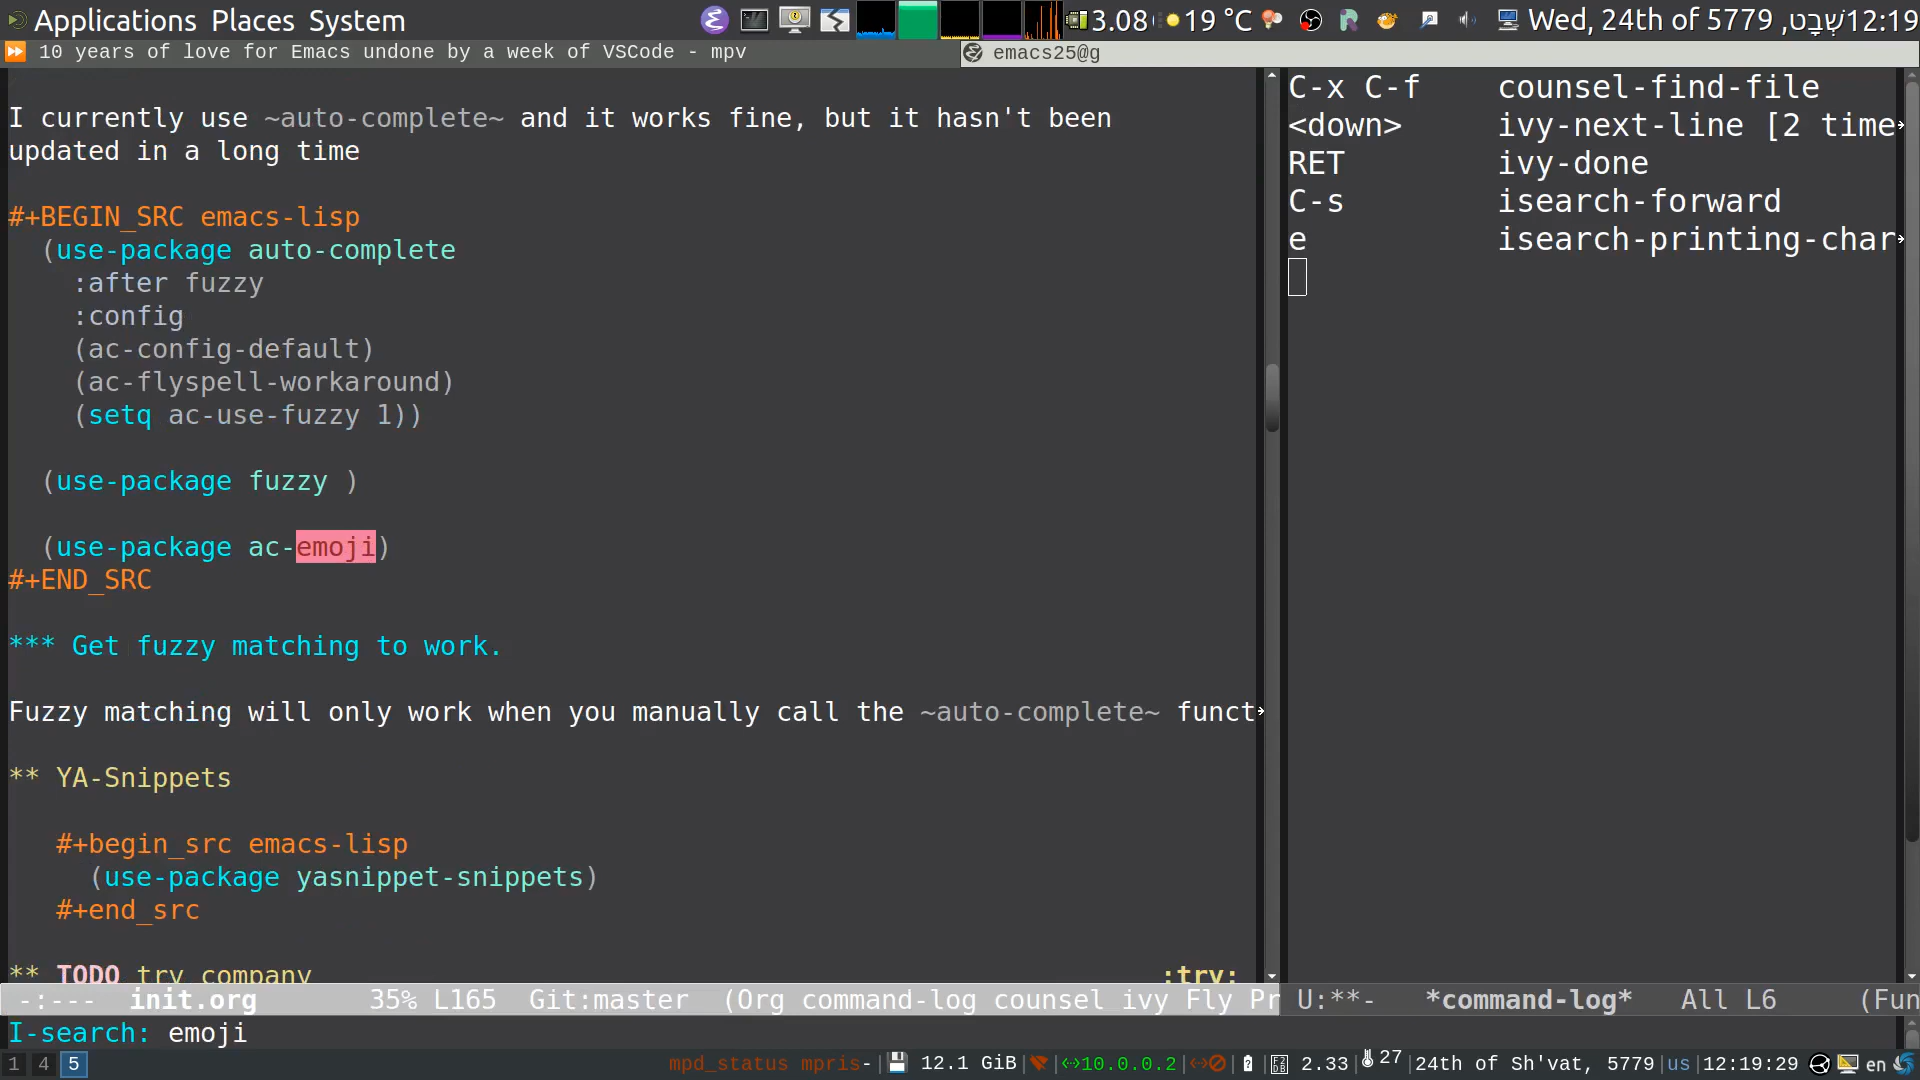 Applications Places System 3.08 19 °C Wed, 24th of 5779 ,שְׁבָט 12:19
10 years of love for Emacs undone by a week of VSCode - mpv emacs25@g
I currently use ~auto-complete~ and it works fine, but it hasn't been
updated in a long time
#+BEGIN_SRC emacs-lisp
(use-package auto-complete
:after fuzzy
:config
(ac-config-default)
(ac-flyspell-workaround)
(setq ac-use-fuzzy 1))
(use-package fuzzy )
(use-package ac-emoji)
#+END_SRC
*** Get fuzzy matching to work.
Fuzzy matching will only work when you manually call the ~auto-complete~ funct
** YA-Snippets
#+begin_src emacs-lisp
(use-package yasnippet-snippets)
#+end_src
** TODO try company :try:
-:--- init.org 35% L165 Git:master (Org command-log counsel ivy Fly Pr
I-search: emoji
C-x C-f counsel-find-file
<down> ivy-next-line [2 time
RET ivy-done
C-s isearch-forward
e isearch-printing-char
U:**- *command-log* All L6 (Fun
1 4 5 mpd_status mpris- 12.1 GiB 10.0.0.2 2.33 27 24th of Sh'vat, 5779 us 12:19:29 en